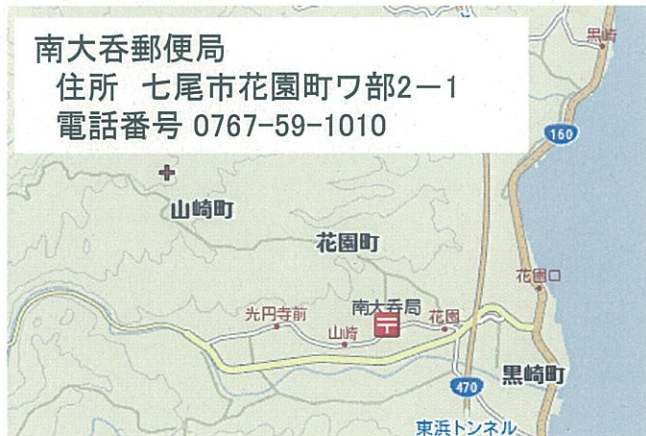 南大呑郵便局
住所 七尾市花園町ワ部2-1
電話番号 0767-59-1010
黒崎
160
山崎町
花園町
花園口
南大呑局
光円寺前
山崎
花園
470
黒崎町
東浜トンネル